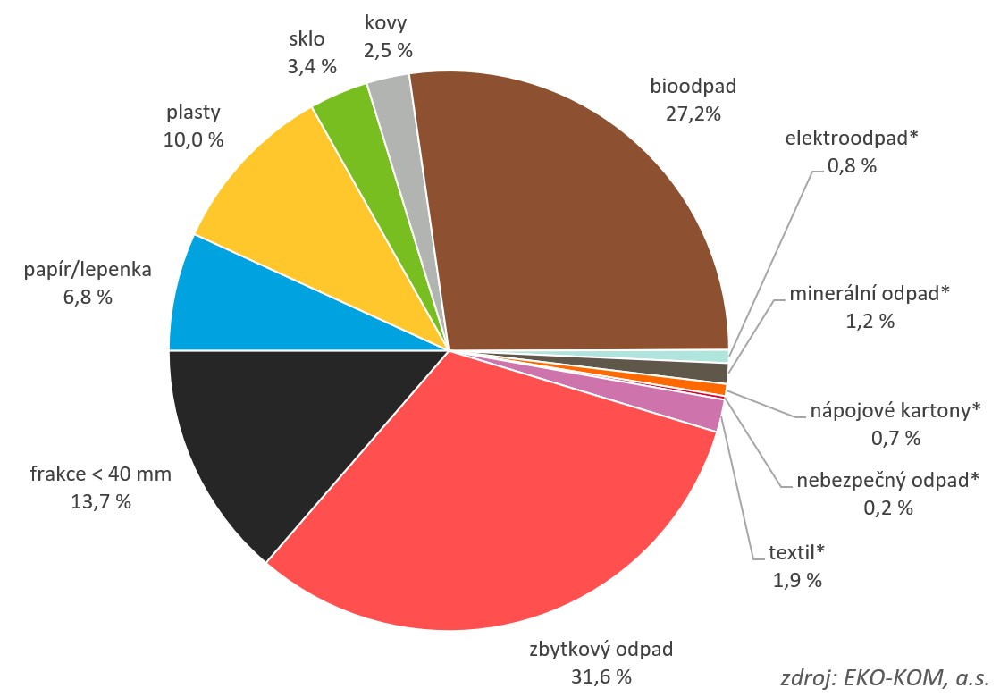 kovy
2,5 %
sklo
3,4 %
bioodpad
27,2%
plasty
10,0 %
elektroodpad*
0,8 %
papír/lepenka
6,8 %
minerální odpad*
1,2 %
nápojové kartony*
0,7 %
frakce < 40 mm
13,7 %
nebezpečný odpad*
0,2 %
textil*
1,9 %
zbytkový odpad
31,6 %
zdroj: EKO-KOM, a.s.